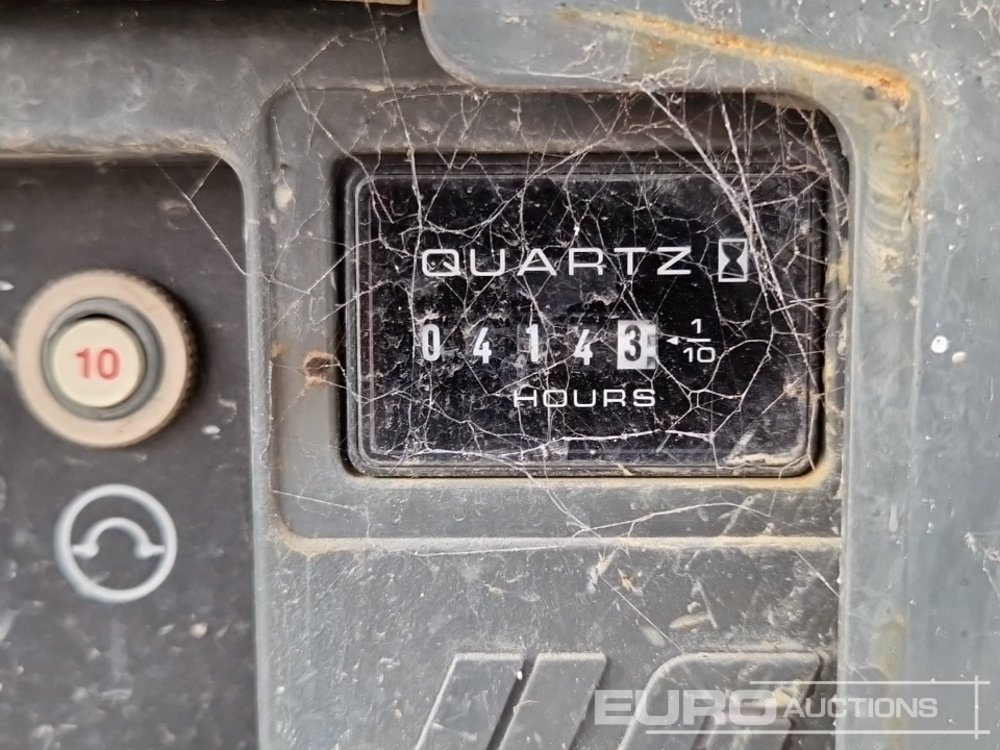 QUARTZ
04143 1/10
HOURS
10
EURO AUCTIONS